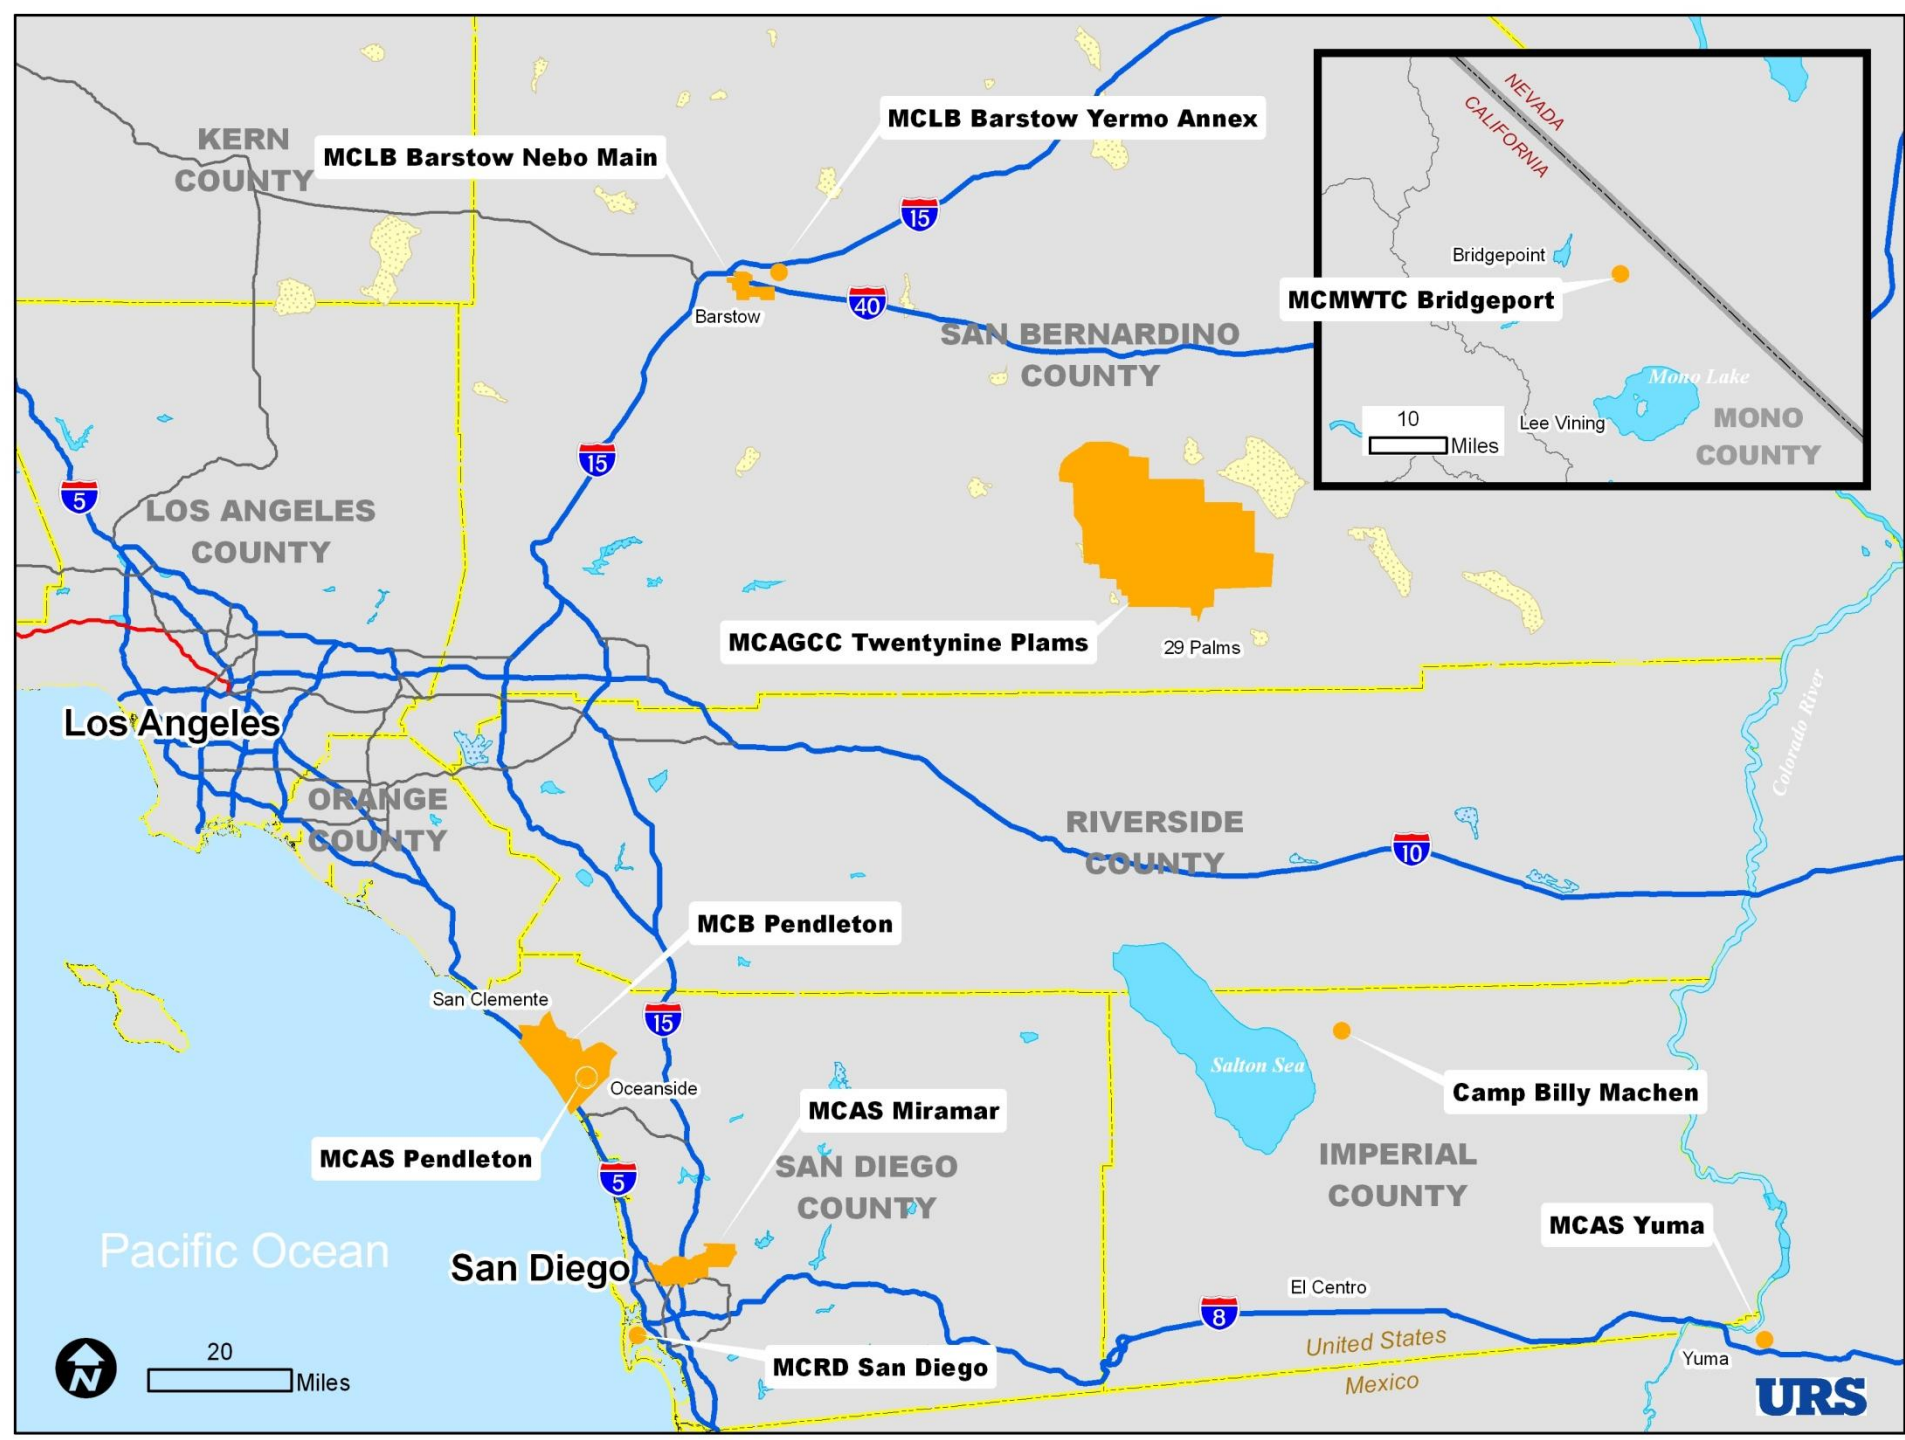 MCLB Barstow Yermo Annex
KERN
COUNTY
MCLB Barstow Nebo Main
NEVADA
CALIFORNIA
15
Bridgepoint
MCMWTC Bridgeport
40
Barstow
SAN BERNARDINO
COUNTY
Mono Lake
10
Miles
Lee Vining
MONO
COUNTY
15
5
LOS ANGELES
COUNTY
MCAGCC Twentynine Plams
29 Palms
Colorado River
Los Angeles
ORANGE
COUNTY
RIVERSIDE
COUNTY
10
MCB Pendleton
San Clemente
15
Salton Sea
Oceanside
Camp Billy Machen
MCAS Miramar
MCAS Pendleton
5
SAN DIEGO
COUNTY
IMPERIAL
COUNTY
MCAS Yuma
Pacific Ocean
San Diego
El Centro
8
United States
Mexico
Yuma
N
20
Miles
MCRD San Diego
URS